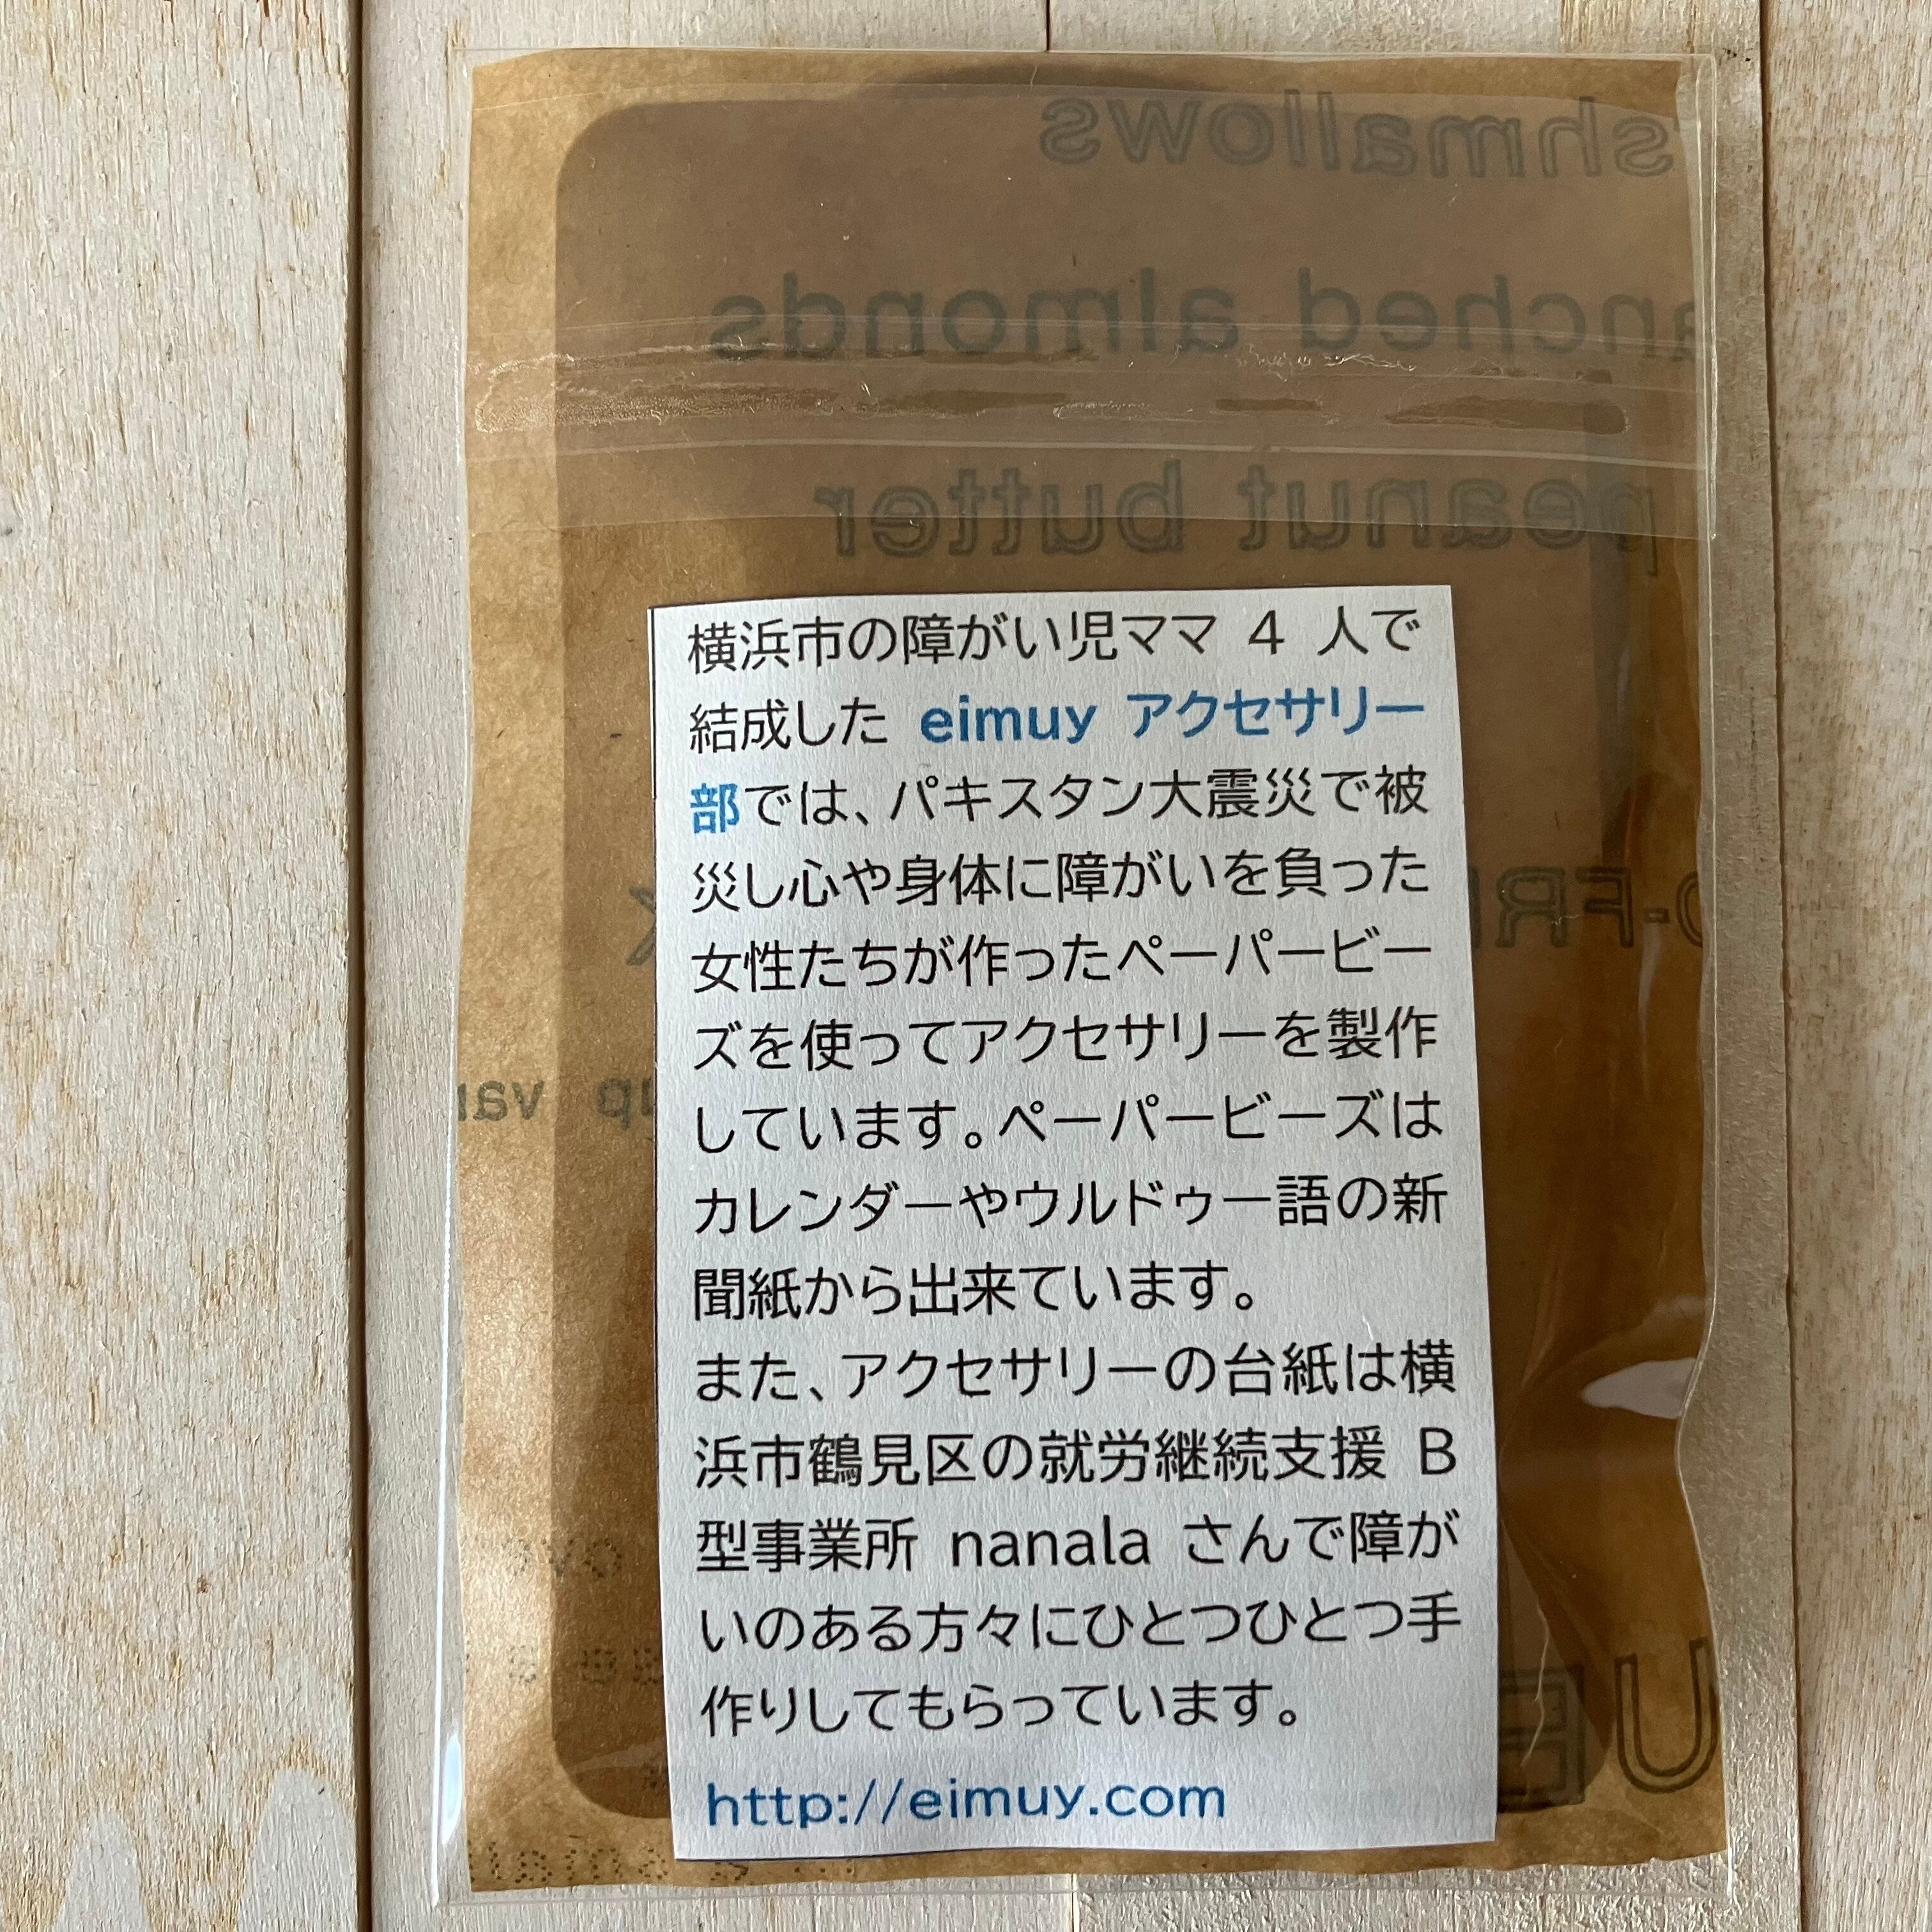 shmallows
anched almonds
peanut butter
横浜市の障がい児ママ 4 人で
結成した eimuy アクセサリー
部では、パキスタン大震災で被
災し心や身体に障がいを負った
女性たちが作ったペーパービー
ズを使ってアクセサリーを製作
しています。ペーパービーズは
カレンダーやウルドゥー語の新
聞紙から出来ています。
また、アクセサリーの台紙は横
浜市鶴見区の就労継続支援 B
型事業所 nanala さんで障が
いのある方々にひとつひとつ手
作りしてもらっています。
http://eimuy.com